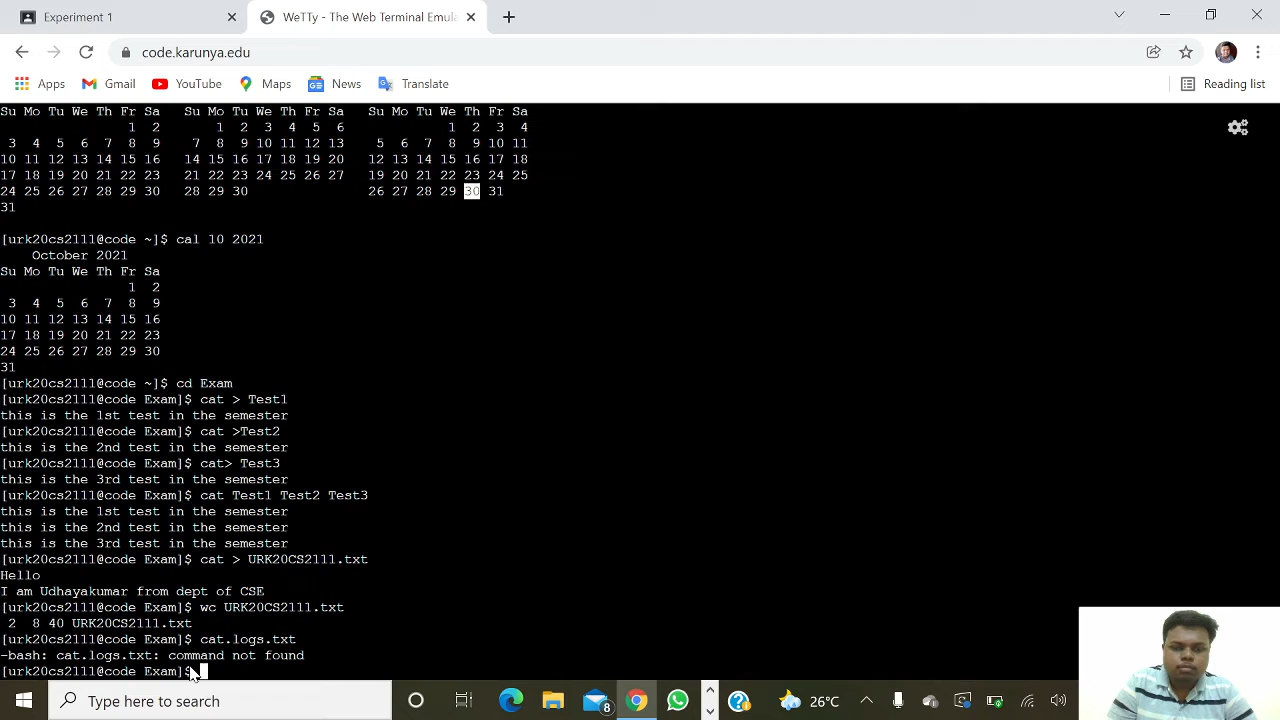 Experiment 1
WeTTy - The Web Terminal Emula
code.karunya.edu
Apps Gmail YouTube Maps News Translate Reading list
Su Mo Tu We Th Fr Sa   Su Mo Tu We Th Fr Sa   Su Mo Tu We Th Fr Sa
1 2   1 2 3 4 5 6   1 2 3 4
3 4 5 6 7 8 9   7 8 9 10 11 12 13   5 6 7 8 9 10 11
10 11 12 13 14 15 16   14 15 16 17 18 19 20   12 13 14 15 16 17 18
17 18 19 20 21 22 23   21 22 23 24 25 26 27   19 20 21 22 23 24 25
24 25 26 27 28 29 30   28 29 30   26 27 28 29 30 31
31
[urk20cs2111@code ~]$ cal 10 2021
October 2021
Su Mo Tu We Th Fr Sa
1 2
3 4 5 6 7 8 9
10 11 12 13 14 15 16
17 18 19 20 21 22 23
24 25 26 27 28 29 30
31
[urk20cs2111@code ~]$ cd Exam
[urk20cs2111@code Exam]$ cat > Test1
this is the 1st test in the semester
[urk20cs2111@code Exam]$ cat >Test2
this is the 2nd test in the semester
[urk20cs2111@code Exam]$ cat> Test3
this is the 3rd test in the semester
[urk20cs2111@code Exam]$ cat Test1 Test2 Test3
this is the 1st test in the semester
this is the 2nd test in the semester
this is the 3rd test in the semester
[urk20cs2111@code Exam]$ cat > URK20CS2111.txt
Hello
I am Udhayakumar from dept of CSE
[urk20cs2111@code Exam]$ wc URK20CS2111.txt
2 8 40 URK20CS2111.txt
[urk20cs2111@code Exam]$ cat.logs.txt
-bash: cat.logs.txt: command not found
[urk20cs2111@code Exam]$
Type here to search
8
26°C